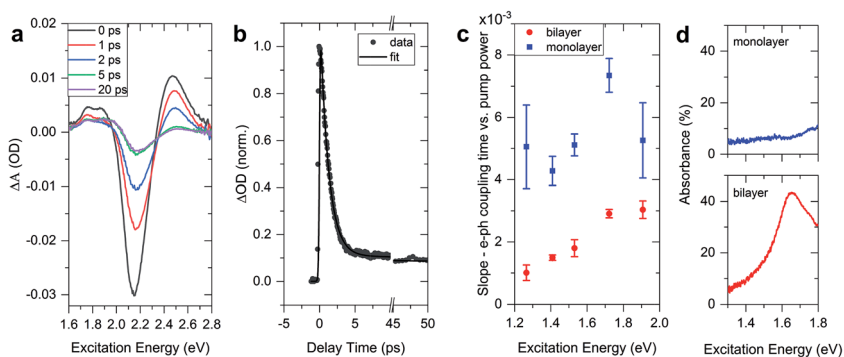 a
0 ps
1 ps
2 ps
5 ps
20 ps
ΔA (OD)
0.01
0.00
-0.01
-0.02
-0.03
1.6 1.8 2.0 2.2 2.4 2.6 2.8
Excitation Energy (eV)
b
data
fit
ΔOD (norm.)
1.0
0.8
0.6
0.4
0.2
0.0
-5 0 5 45 50
Delay Time (ps)
c
×10⁻³
bilayer
monolayer
Slope - e-ph coupling time vs. pump power
8
6
4
2
0
1.2 1.4 1.6 1.8 2.0
Excitation Energy (eV)
d
monolayer
40
20
0
bilayer
40
20
0
Absorbance (%)
1.4 1.6 1.8
Excitation Energy (eV)